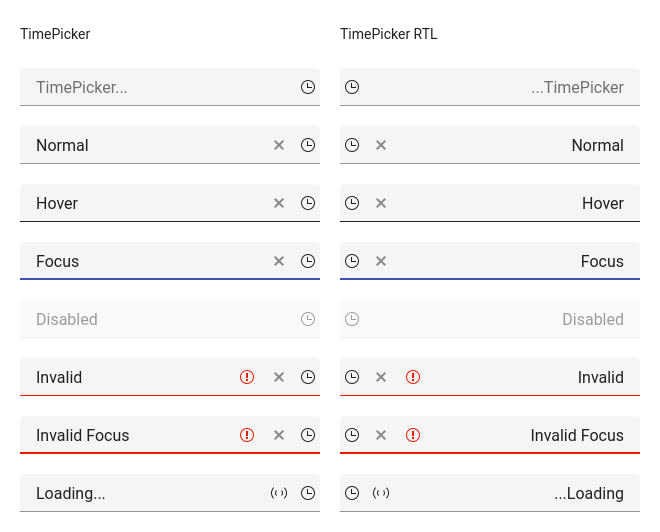 TimePicker
TimePicker...
Normal
Hover
Focus
Disabled
Invalid
Invalid Focus
Loading...
TimePicker RTL
...TimePicker
Normal
Hover
Focus
Disabled
Invalid
Invalid Focus
...Loading